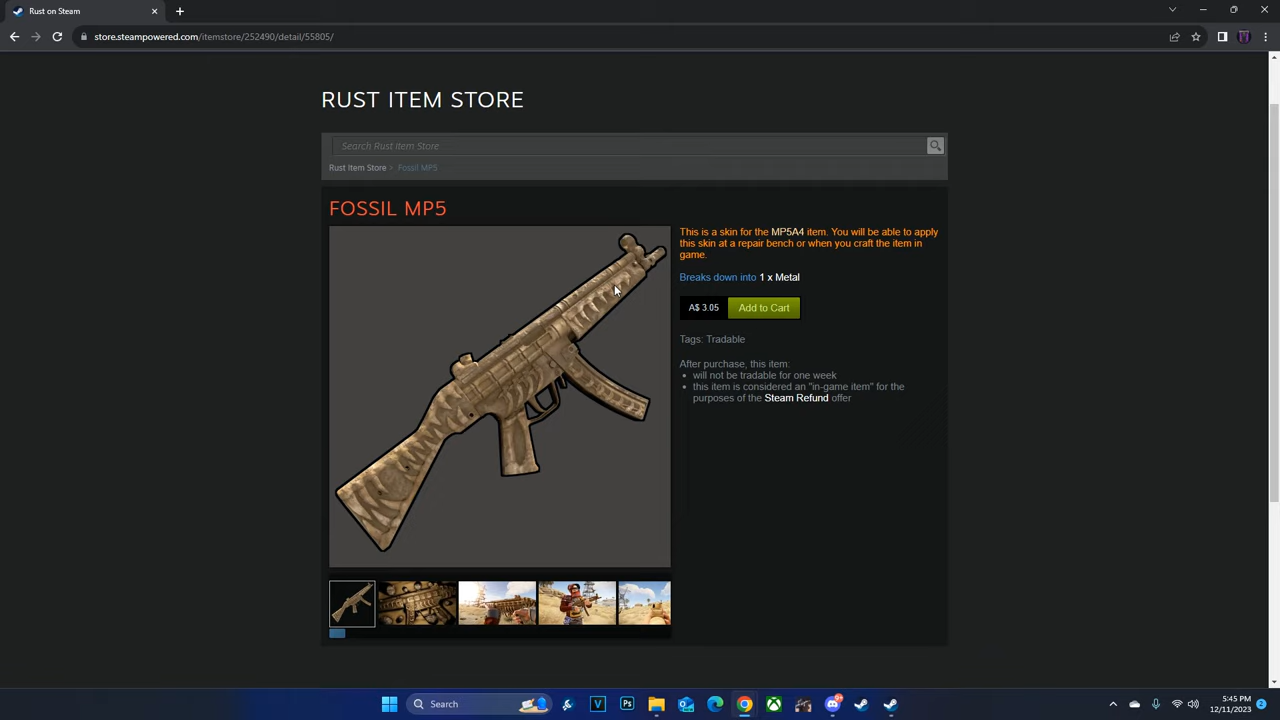 Rust on Steam
store.steampowered.com/itemstore/252490/detail/55805/
RUST ITEM STORE
Search Rust Item Store
Rust Item Store > Fossil MP5
FOSSIL MP5
This is a skin for the MP5A4 item. You will be able to apply
this skin at a repair bench or when you craft the item in
game.
Breaks down into 1 x Metal
A$ 3.05 Add to Cart
Tags: Tradable
After purchase, this item:
will not be tradable for one week
this item is considered an "in-game item" for the
purposes of the Steam Refund offer
Search
V
Ps
9+
5:45 PM
12/11/2023
2